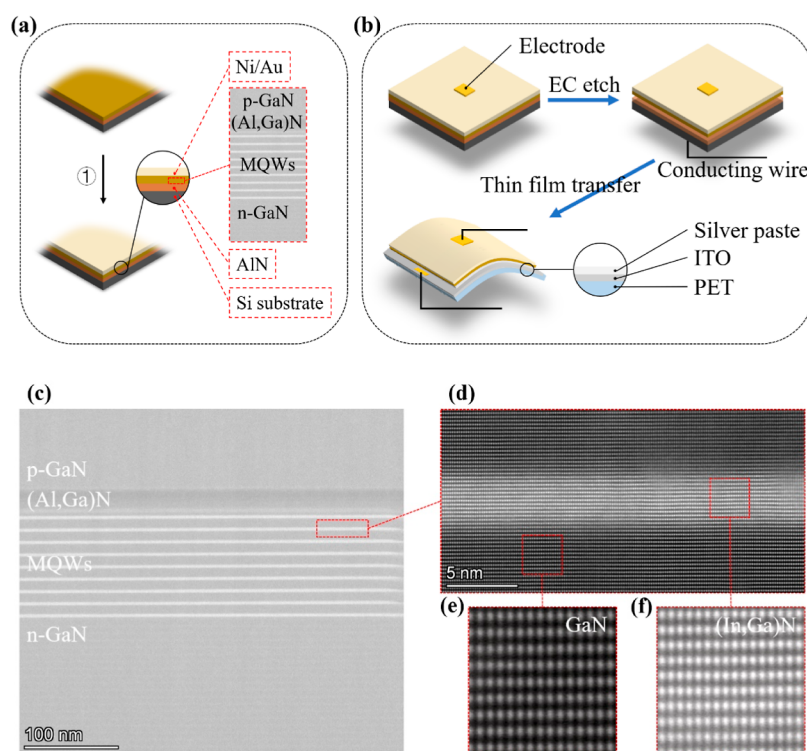 (a)
Ni/Au
p-GaN
(Al,Ga)N
MQWs
n-GaN
①
AlN
Si substrate
(b)
Electrode
EC etch
Conducting wire
Thin film transfer
Silver paste
ITO
PET
(c)
p-GaN
(Al,Ga)N
MQWs
n-GaN
100 nm
(d)
5 nm
(e)
GaN
(f)
(In,Ga)N